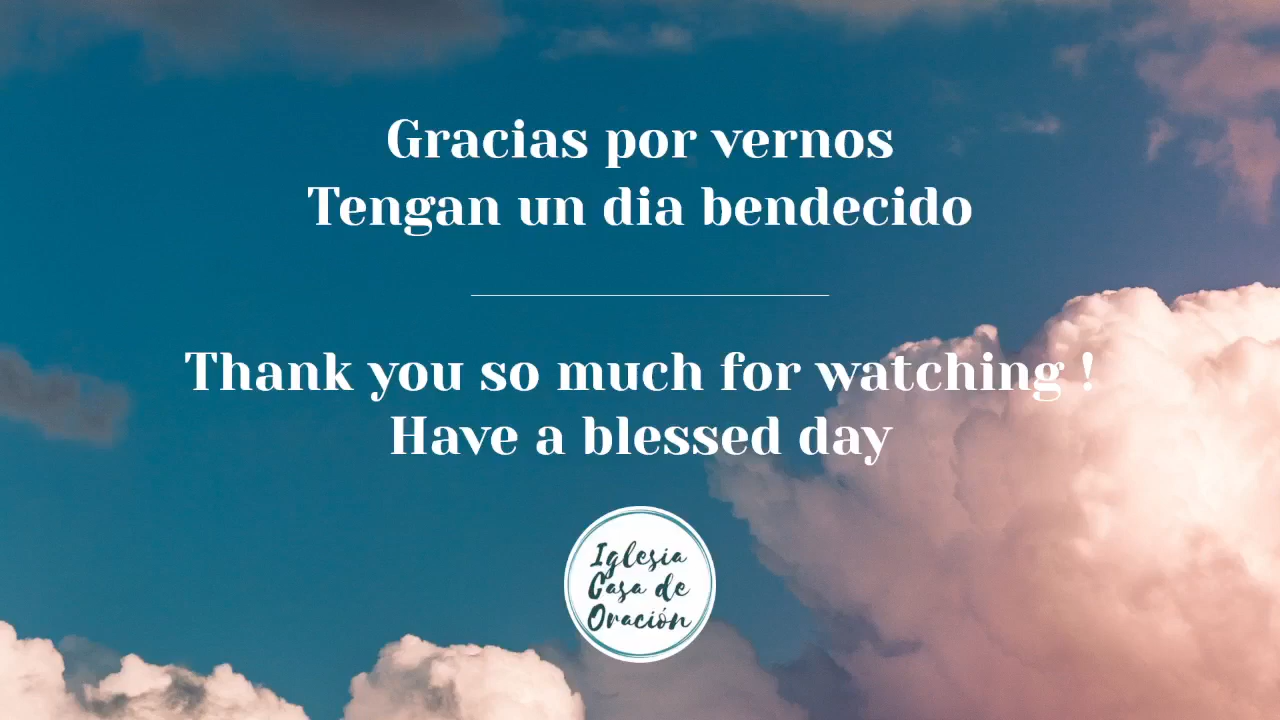 Gracias por vernos
Tengan un dia bendecido
Thank you so much for watching !
Have a blessed day
Iglesia
Casa de
Oración